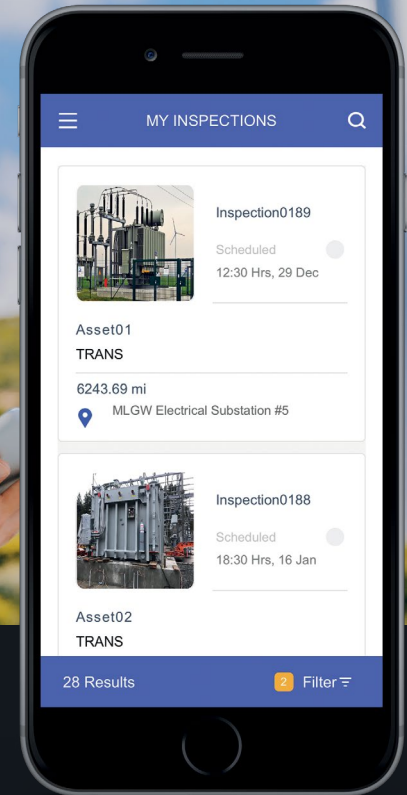 MY INSPECTIONS
Inspection0189
Scheduled
12:30 Hrs, 29 Dec
Asset01
TRANS
6243.69 mi
MLGW Electrical Substation #5
Inspection0188
Scheduled
18:30 Hrs, 16 Jan
Asset02
TRANS
28 Results
2 Filter